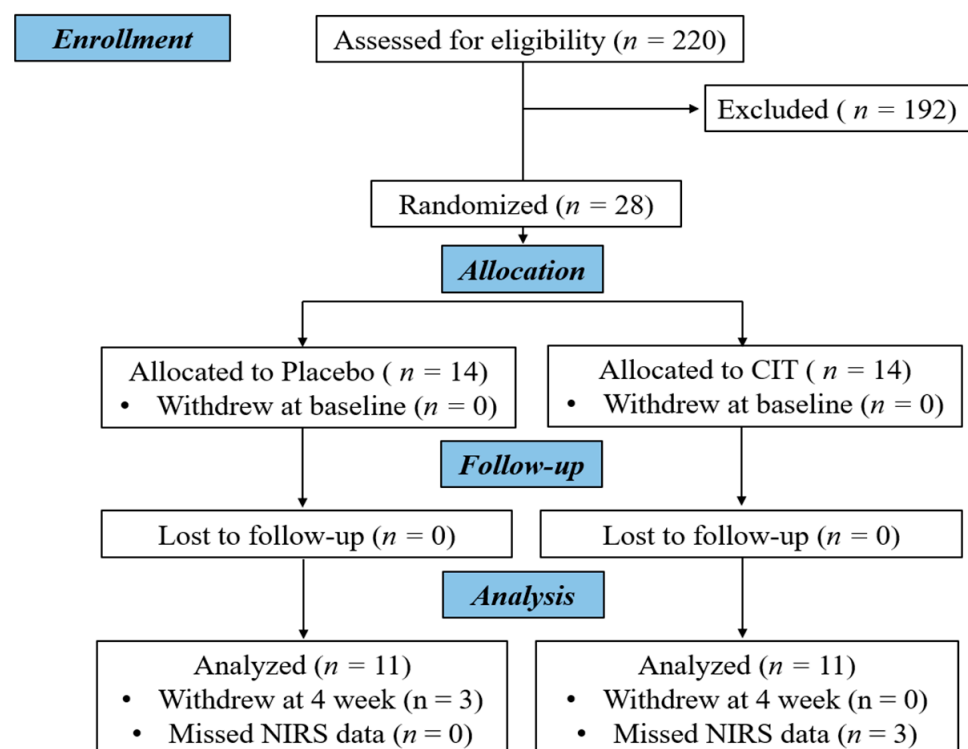 Enrollment
Assessed for eligibility (n = 220)
Excluded ( n = 192)
Randomized (n = 28)
Allocation
Allocated to Placebo ( n = 14)
• Withdrew at baseline (n = 0)
Allocated to CIT ( n = 14)
• Withdrew at baseline (n = 0)
Follow-up
Lost to follow-up (n = 0)
Lost to follow-up (n = 0)
Analysis
Analyzed (n = 11)
• Withdrew at 4 week (n = 3)
• Missed NIRS data (n = 0)
Analyzed (n = 11)
• Withdrew at 4 week (n = 0)
• Missed NIRS data (n = 3)